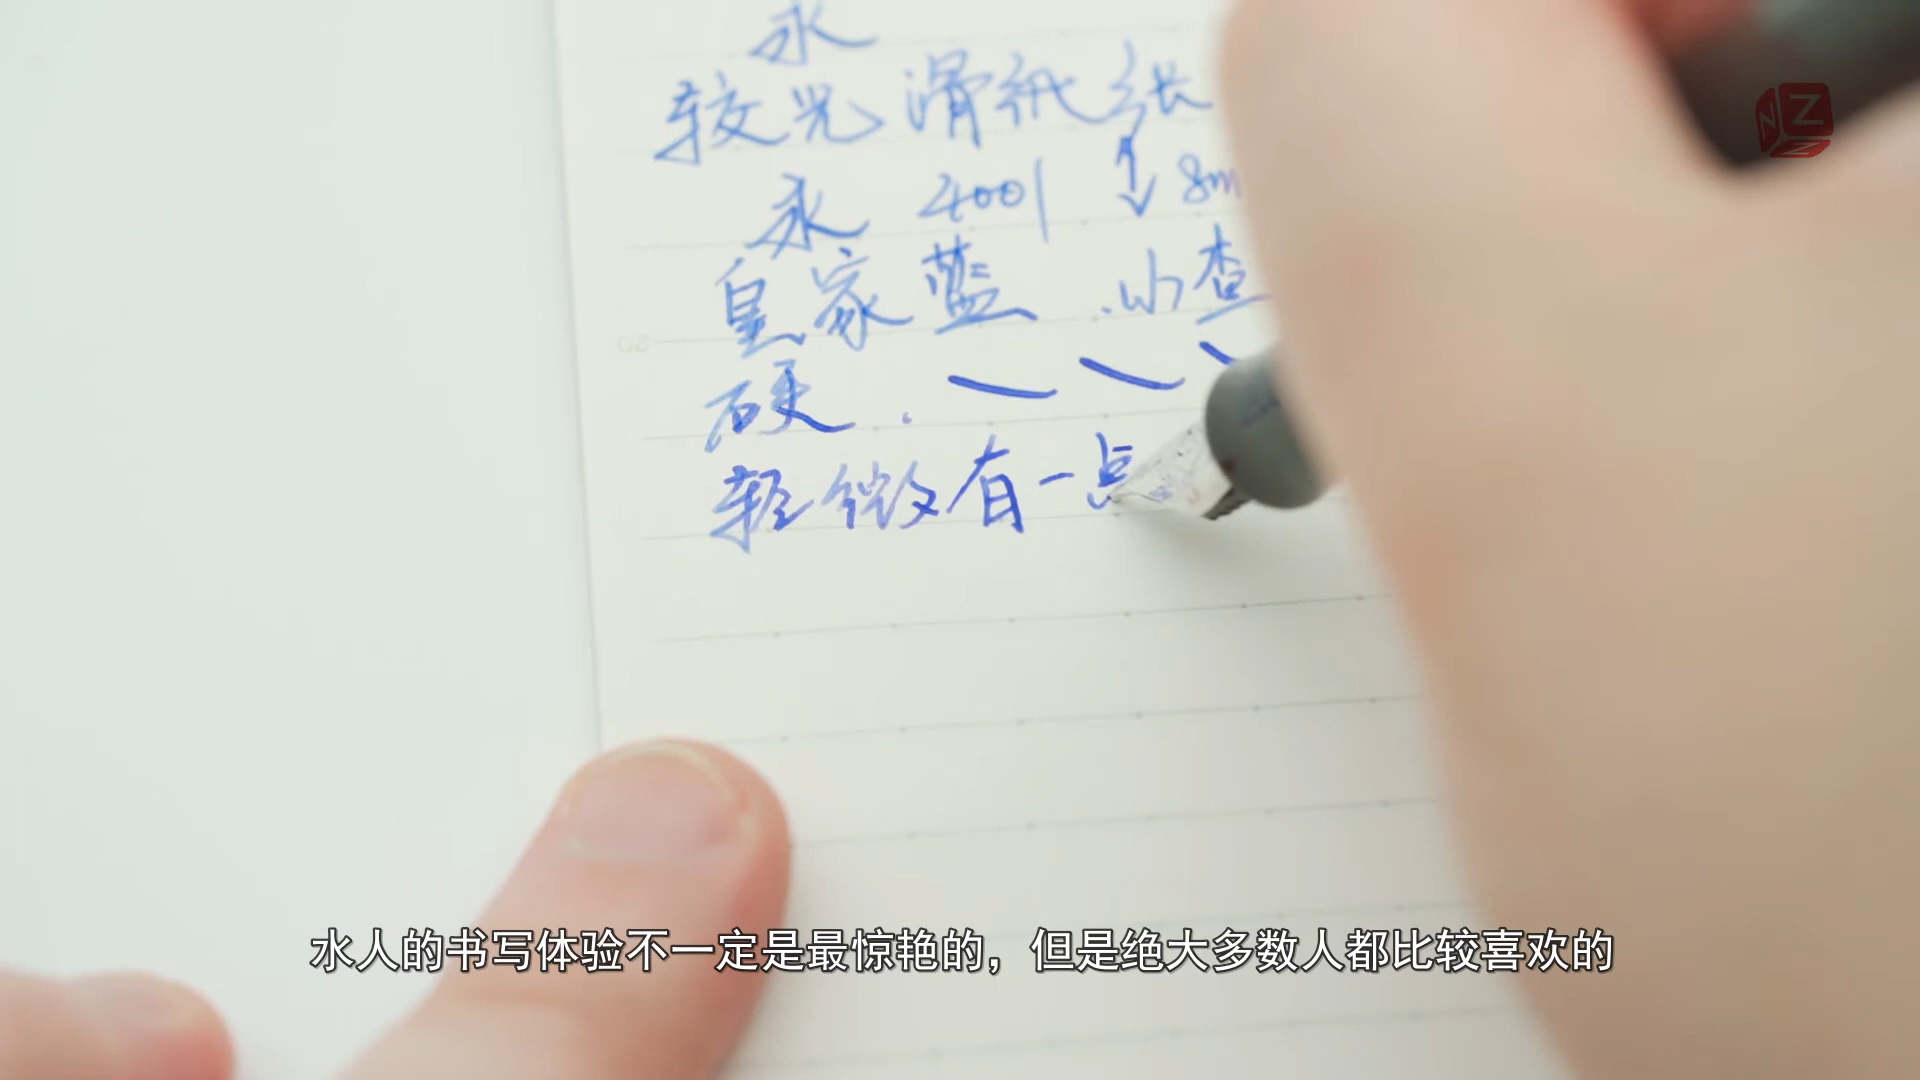 永
较光滑纸张
永 4001 8m
皇家蓝 .小查
硬.
轻微有一点
水人的书写体验不一定是最惊艳的，但是绝大多数人都比较喜欢的